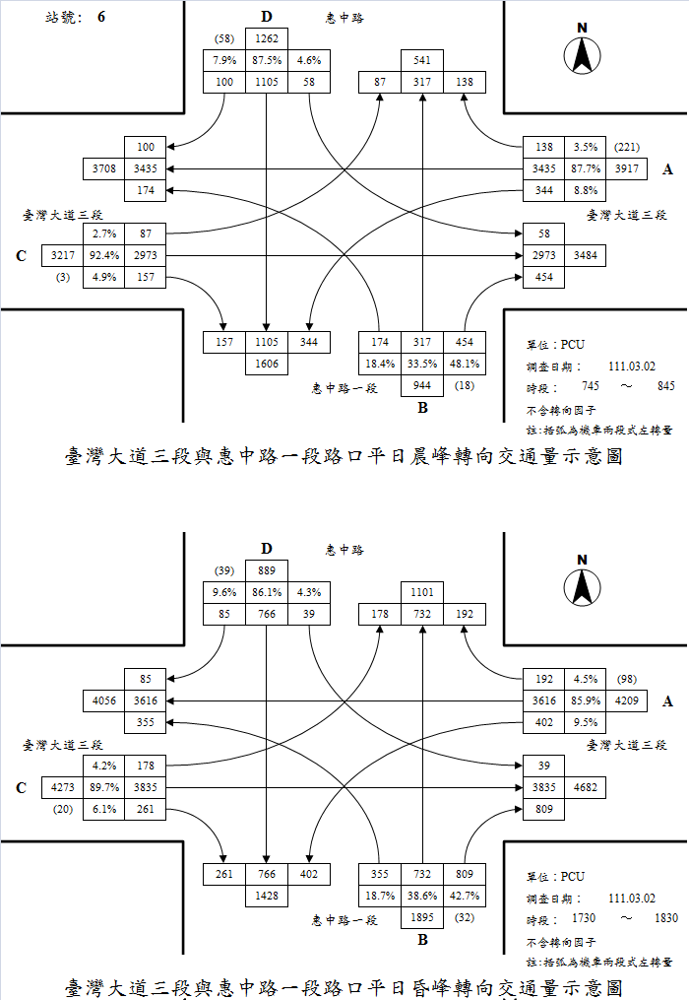 站號： 6
D
惠中路
(58) 1262
7.9% 87.5% 4.6%
100 1105 58
541
87 317 138
N
100
3708 3435
174
138 3.5% (221)
3435 87.7% 3917
344 8.8%
A
臺灣大道三段
臺灣大道三段
C
2.7% 87
3217 92.4% 2973
(3) 4.9% 157
58
2973 3484
454
157 1105 344
1606
174 317 454
18.4% 33.5% 48.1%
944 (18)
惠中路一段
B
單位：PCU
調查日期： 111.03.02
時段： 745 ～ 845
不含轉向因子
註:括弧為機車兩段式左轉量
臺灣大道三段與惠中路一段路口平日晨峰轉向交通量示意圖
D
惠中路
(39) 889
9.6% 86.1% 4.3%
85 766 39
1101
178 732 192
N
85
4056 3616
355
192 4.5% (98)
3616 85.9% 4209
402 9.5%
A
臺灣大道三段
臺灣大道三段
C
4.2% 178
4273 89.7% 3835
(20) 6.1% 261
39
3835 4682
809
261 766 402
1428
355 732 809
18.7% 38.6% 42.7%
1895 (32)
惠中路一段
B
單位：PCU
調查日期： 111.03.02
時段： 1730 ～ 1830
不含轉向因子
註:括弧為機車兩段式左轉量
臺灣大道三段與惠中路一段路口平日昏峰轉向交通量示意圖